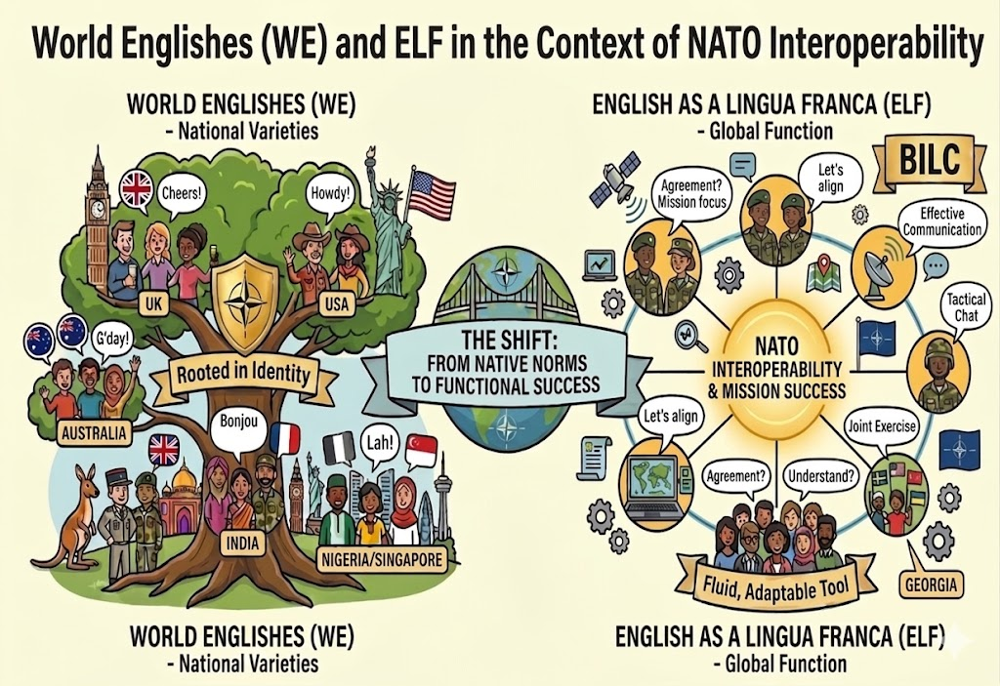 World Englishes (WE) and ELF in the Context of NATO Interoperability
WORLD ENGLISHES (WE)
- National Varieties
Cheers!
Howdy!
UK
USA
G'day!
Rooted in Identity
AUSTRALIA
Bonjou
Lah!
INDIA
NIGERIA/SINGAPORE
WORLD ENGLISHES (WE)
- National Varieties
THE SHIFT:
FROM NATIVE NORMS
TO FUNCTIONAL SUCCESS
ENGLISH AS A LINGUA FRANCA (ELF)
- Global Function
BILC
Agreement?
Mission focus
Let's
align
Effective
Communication
Tactical
Chat
NATO
INTEROPERABILITY
& MISSION SUCCESS
Let's align
Agreement?
Understand?
Joint Exercise
Fluid, Adaptable Tool
GEORGIA
ENGLISH AS A LINGUA FRANCA (ELF)
- Global Function